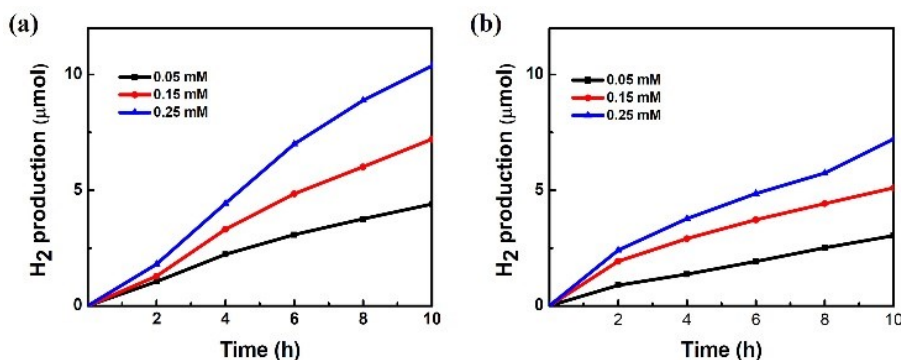 (a)
H2 production (μmol)
10
5
0
0.05 mM
0.15 mM
0.25 mM
2 4 6 8 10
Time (h)
(b)
H2 production (μmol)
10
5
0
0.05 mM
0.15 mM
0.25 mM
2 4 6 8 10
Time (h)